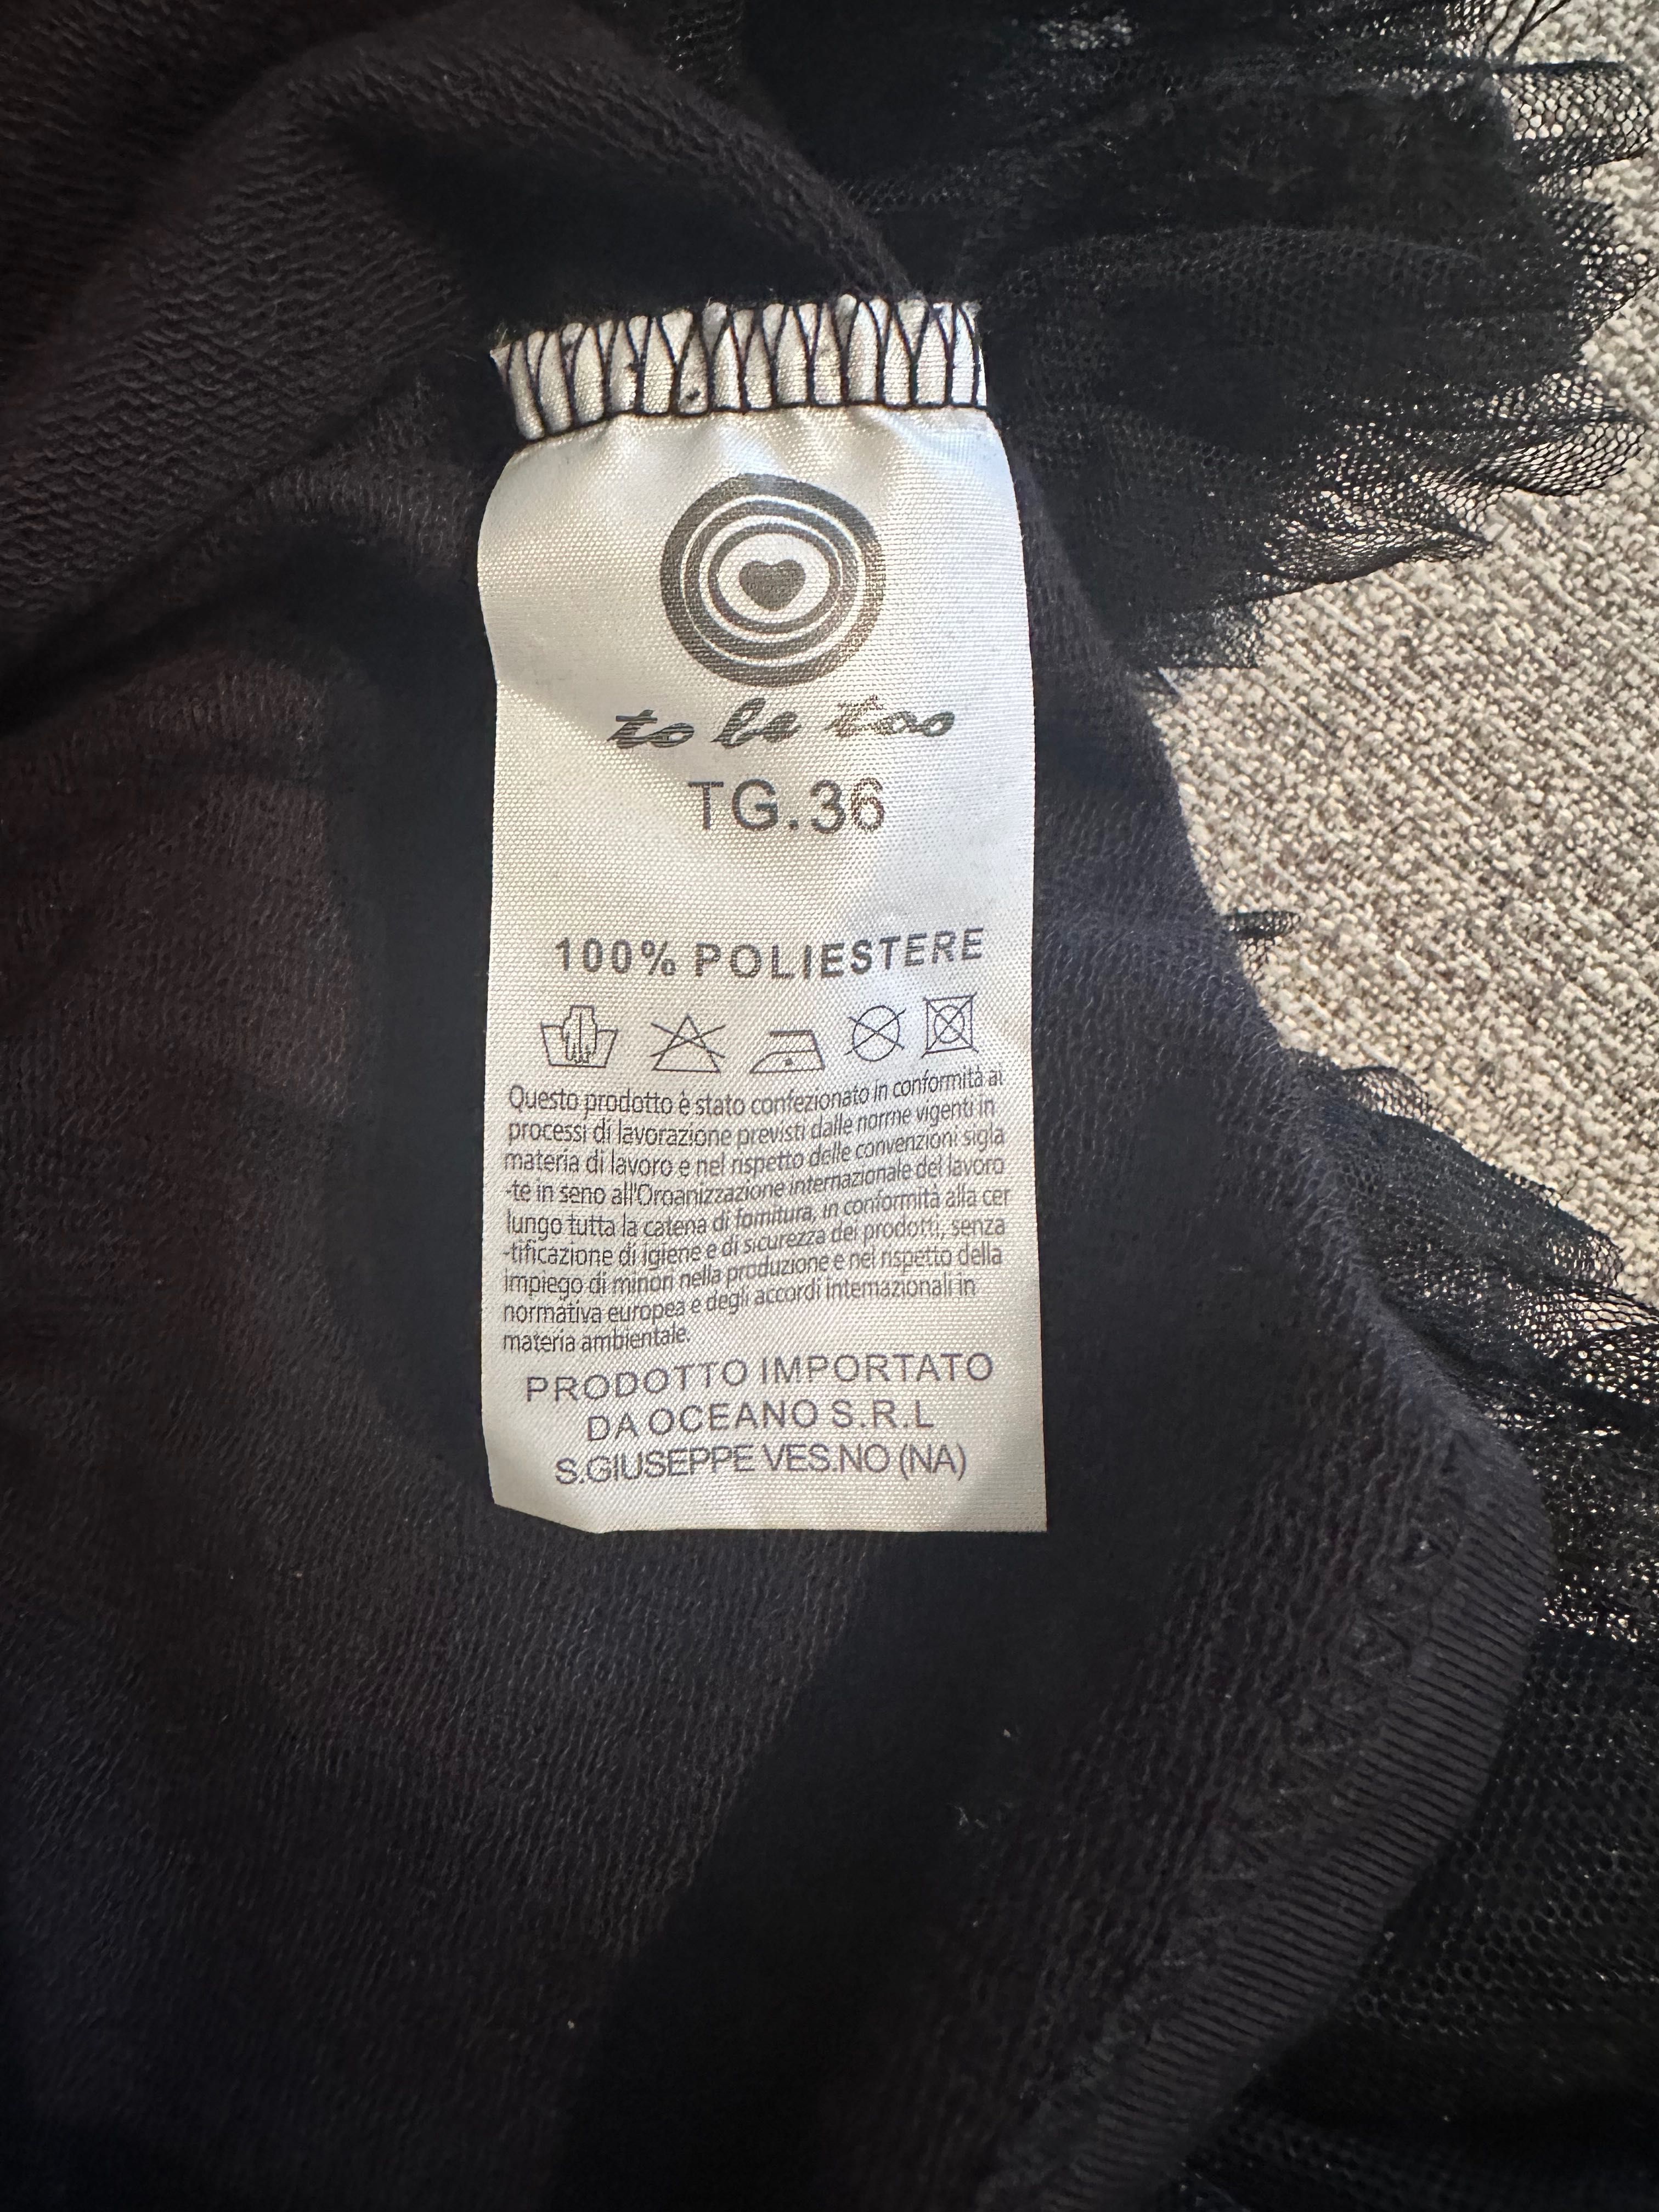 to be too
TG.36
100% POLIESTERE
Questo prodotto è stato confezionato in conformità ai
processi di lavorazione previsti dalle norme vigenti in
materia di lavoro e nel rispetto delle convenzioni sigla
-te in seno all'Organizzazione internazionale del lavoro
lungo tutta la catena di fornitura, in conformità alla cer
-tificazione di igiene e di sicurezza dei prodotti, senza
impiego di minori nella produzione e nel rispetto della
normativa europea e degli accordi internazionali in
materia ambientale.
PRODOTTO IMPORTATO
DA OCEANO S.R.L
S.GIUSEPPE VES.NO (NA)